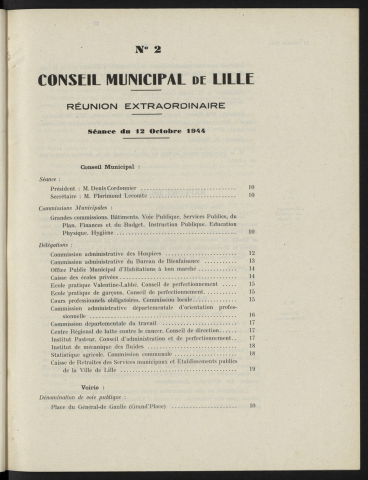 N° 2
CONSEIL MUNICIPAL DE LILLE
RÉUNION EXTRAORDINAIRE
Séance du 12 Octobre 1944
Conseil Municipal :
Séance :
Président : M. Denis Cordonnier ........ 10
Secrétaire : M. Florimond Lecomte ........ 10
Commissions Municipales :
Grandes commissions. Bâtiments. Voie Publique. Services Publics, du
Plan. Finances et du Budget. Instruction Publique. Education
Physique. Hygiène ........ 10
Délégations :
Commission administrative des Hospices ........ 12
Commission administrative du Bureau de Bienfaisance ........ 13
Office Public Municipal d'Habitations à bon marché ........ 14
Caisse des écoles privées ........ 14
Ecole pratique Valentine-Labbé. Conseil de perfectionnement ........ 15
Ecole pratique de garçons. Conseil de perfectionnement ........ 15
Cours professionnels obligatoires. Commission locale ........ 15
Commission administrative départementale d'orientation profes-
sionnelle ........ 16
Commission départementale du travail ........ 17
Centre Régional de lutte contre le cancer. Conseil de direction ........ 17
Institut Pasteur. Conseil d'administration et de perfectionnement ........ 17
Institut de mécanique des fluides ........ 18
Statistique agricole. Commission communale ........ 18
Caisse de Retraites des Services municipaux et Etablissements publics
de la Ville de Lille ........ 19
Voirie :
Dénomination de voie publique :
Place du Général-de Gaulle (Grand'Place) ........ 10